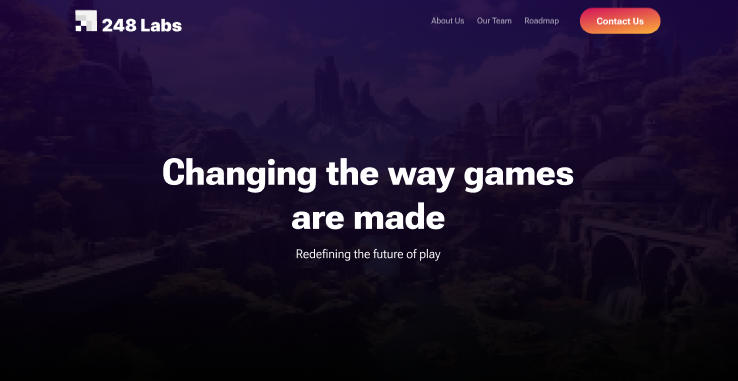 248 Labs
About Us
Our Team
Roadmap
Contact Us
Changing the way games
are made
Redefining the future of play